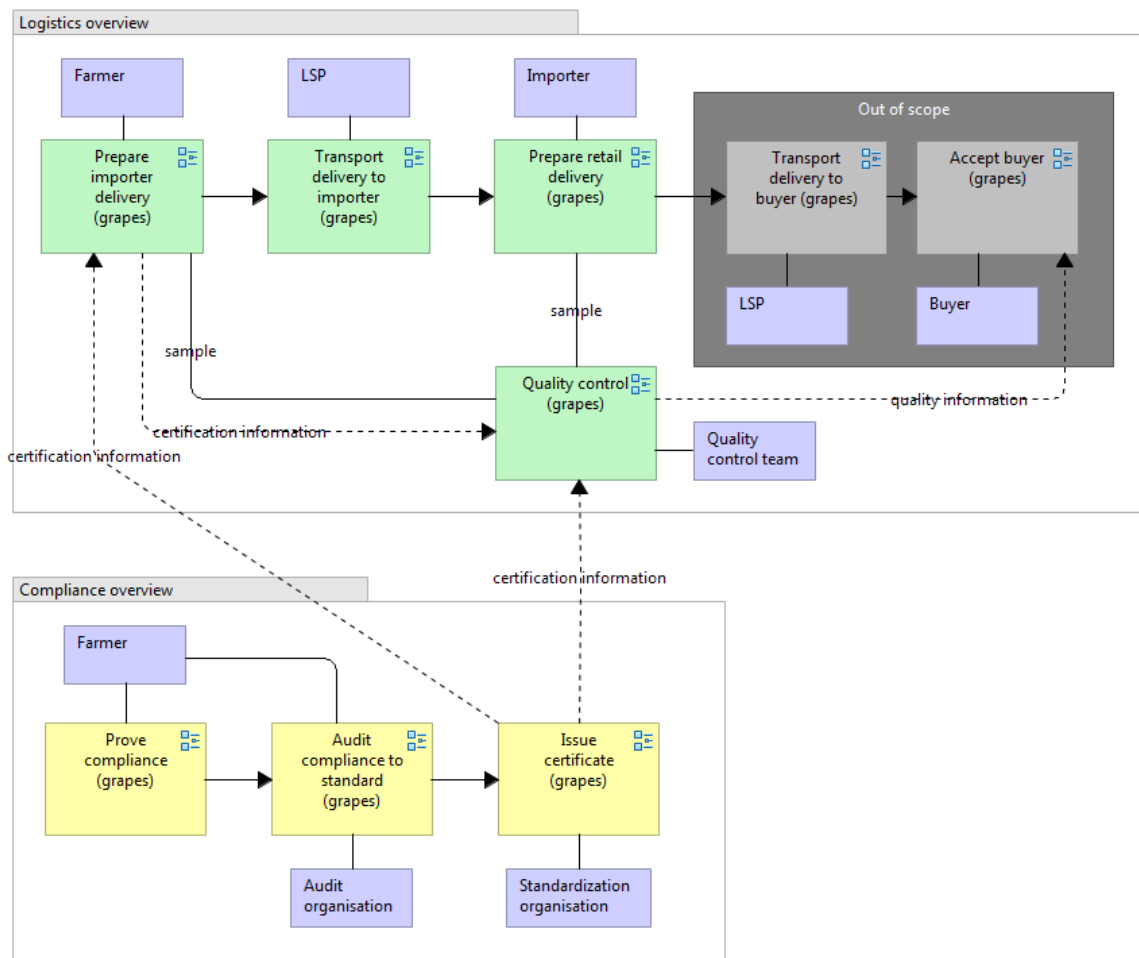 Logistics overview
Farmer
LSP
Importer
Out of scope
Prepare
importer
delivery
(grapes)
Transport
delivery to
importer
(grapes)
Prepare retail
delivery
(grapes)
Transport
delivery to
buyer (grapes)
Accept buyer
(grapes)
LSP
Buyer
sample
sample
Quality control
(grapes)
quality information
certification information
certification information
Quality
control team
certification information
Compliance overview
Farmer
Prove
compliance
(grapes)
Audit
compliance to
standard
(grapes)
Issue
certificate
(grapes)
Audit
organisation
Standardization
organisation